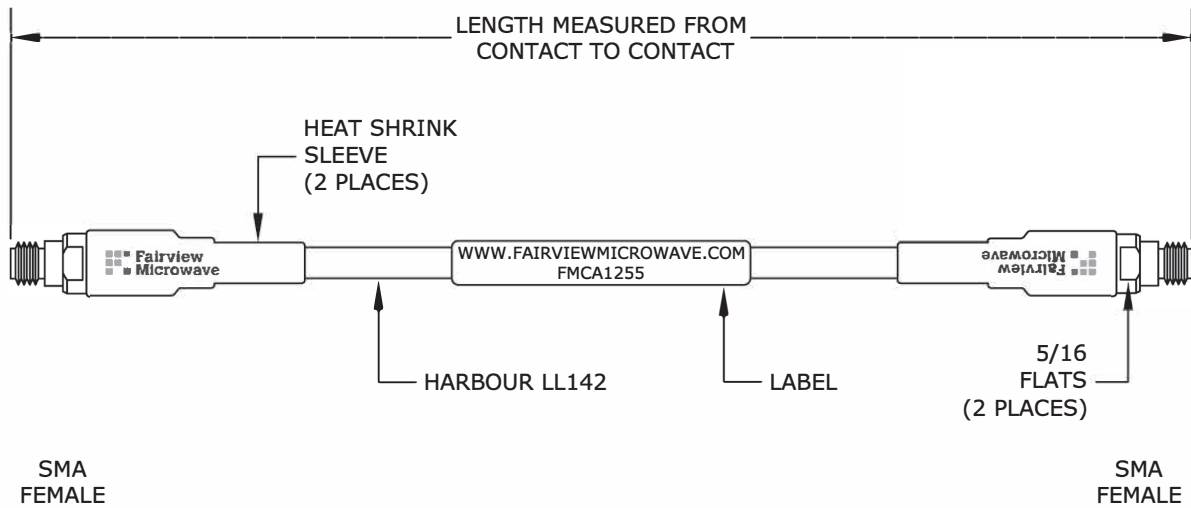 LENGTH MEASURED FROM
CONTACT TO CONTACT
HEAT SHRINK
SLEEVE
(2 PLACES)
Fairview
Microwave
WWW.FAIRVIEWMICROWAVE.COM
FMCA1255
Fairview
Microwave
HARBOUR LL142
LABEL
5/16
FLATS
(2 PLACES)
SMA
FEMALE
SMA
FEMALE